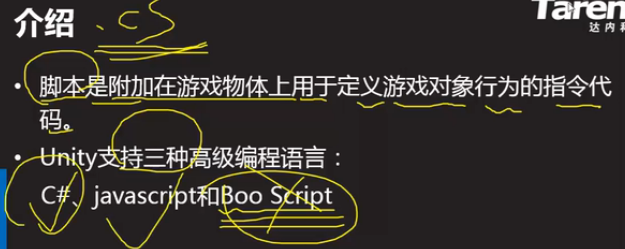 介绍 .CS
Taren
达内科
• 脚本是附加在游戏物体上用于定义游戏对象行为的指令代
码。
• Unity支持三种高级编程语言：
C#、javascript和Boo Script